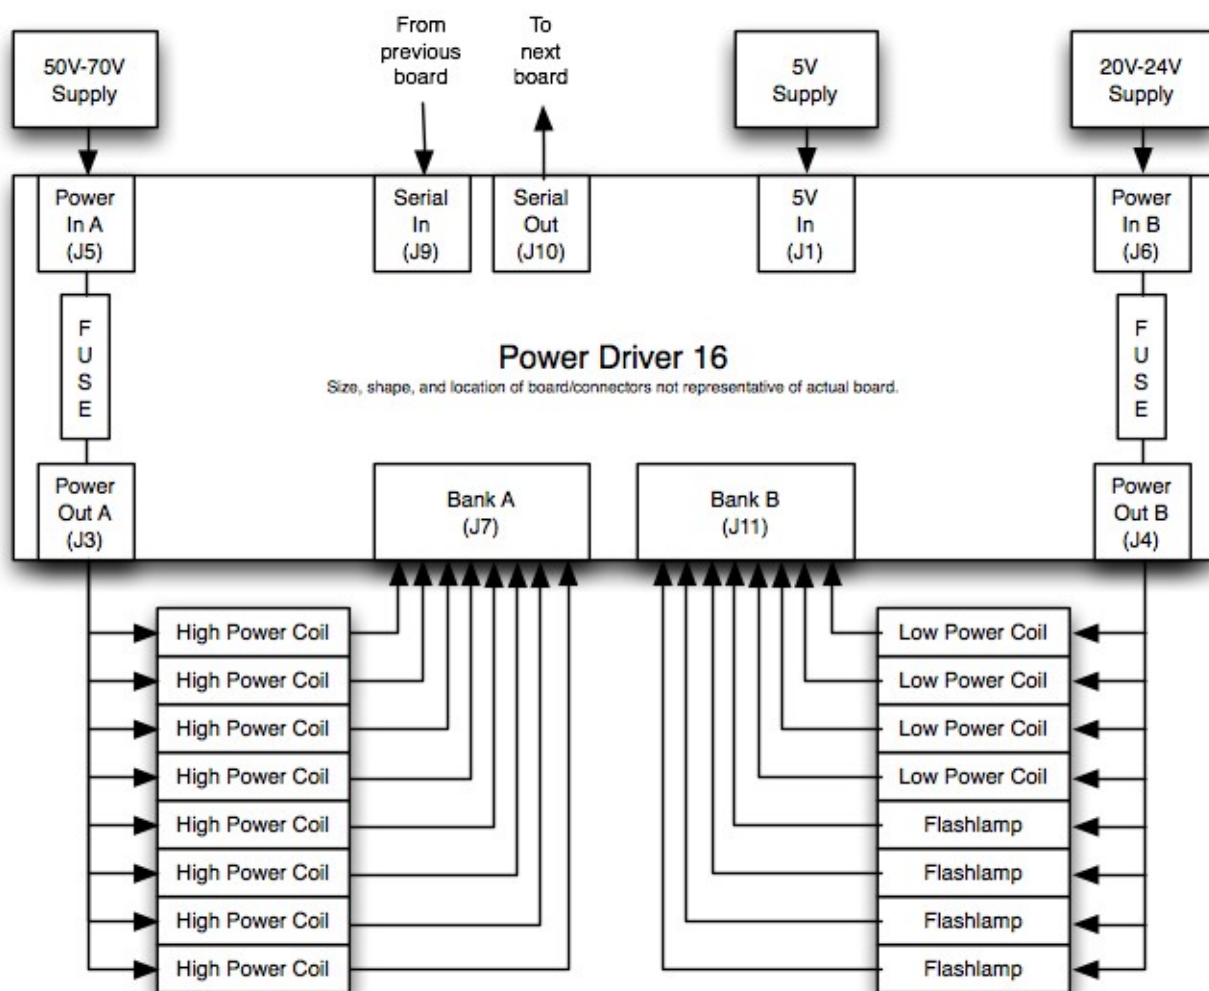 From
previous
board
To
next
board
50V-70V
Supply
5V
Supply
20V-24V
Supply
Power
In A
(J5)
Serial
In
(J9)
Serial
Out
(J10)
5V
In
(J1)
Power
In B
(J6)
F
U
S
E
F
U
S
E
Power Driver 16
Size, shape, and location of board/connectors not representative of actual board.
Power
Out A
(J3)
Bank A
(J7)
Bank B
(J11)
Power
Out B
(J4)
High Power Coil
High Power Coil
High Power Coil
High Power Coil
High Power Coil
High Power Coil
High Power Coil
High Power Coil
Low Power Coil
Low Power Coil
Low Power Coil
Low Power Coil
Flashlamp
Flashlamp
Flashlamp
Flashlamp